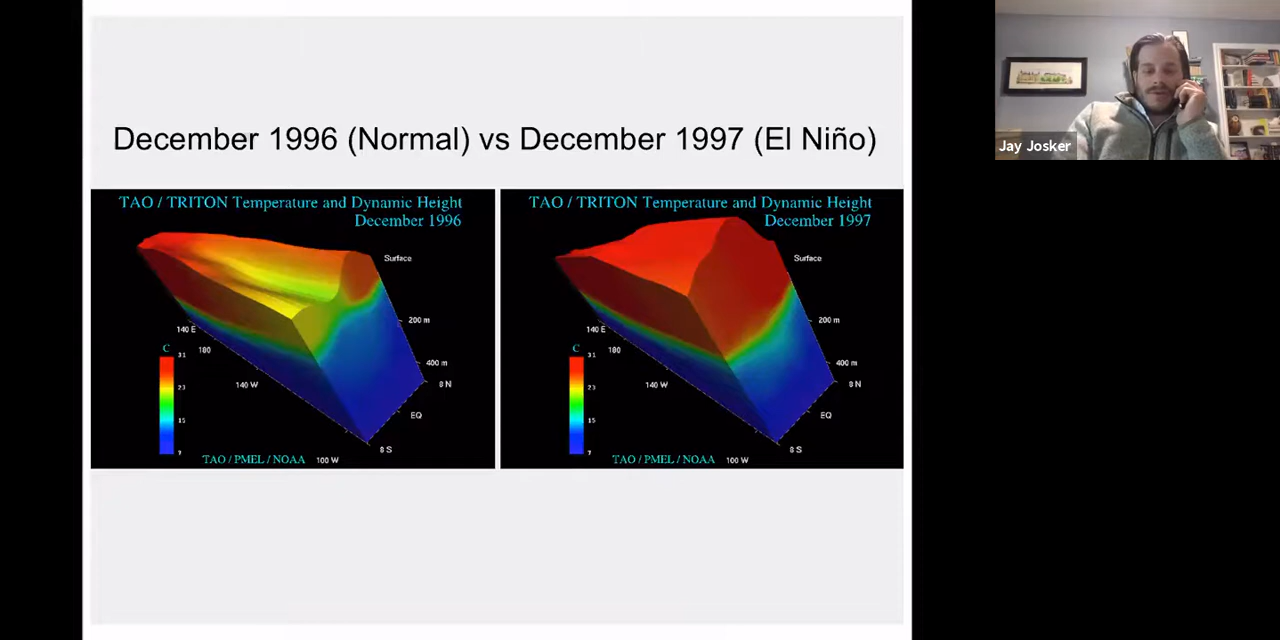 December 1996 (Normal) vs December 1997 (El Niño)
TAO / TRITON Temperature and Dynamic Height
December 1996
Surface
200 m
400 m
8 N
EQ
8 S
100 W
140 W
180
140 E
C
31
23
15
7
TAO / PMEL / NOAA
TAO / TRITON Temperature and Dynamic Height
December 1997
Surface
200 m
400 m
8 N
EQ
8 S
100 W
140 W
180
140 E
C
31
23
15
7
TAO / PMEL / NOAA
Jay Josker